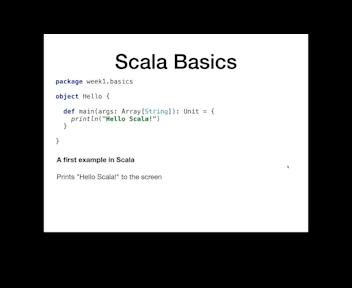 Scala Basics
package week1.basics
object Hello {
def main(args: Array[String]): Unit = {
println("Hello Scala!")
}
}
A first example in Scala
Prints "Hello Scala!" to the screen